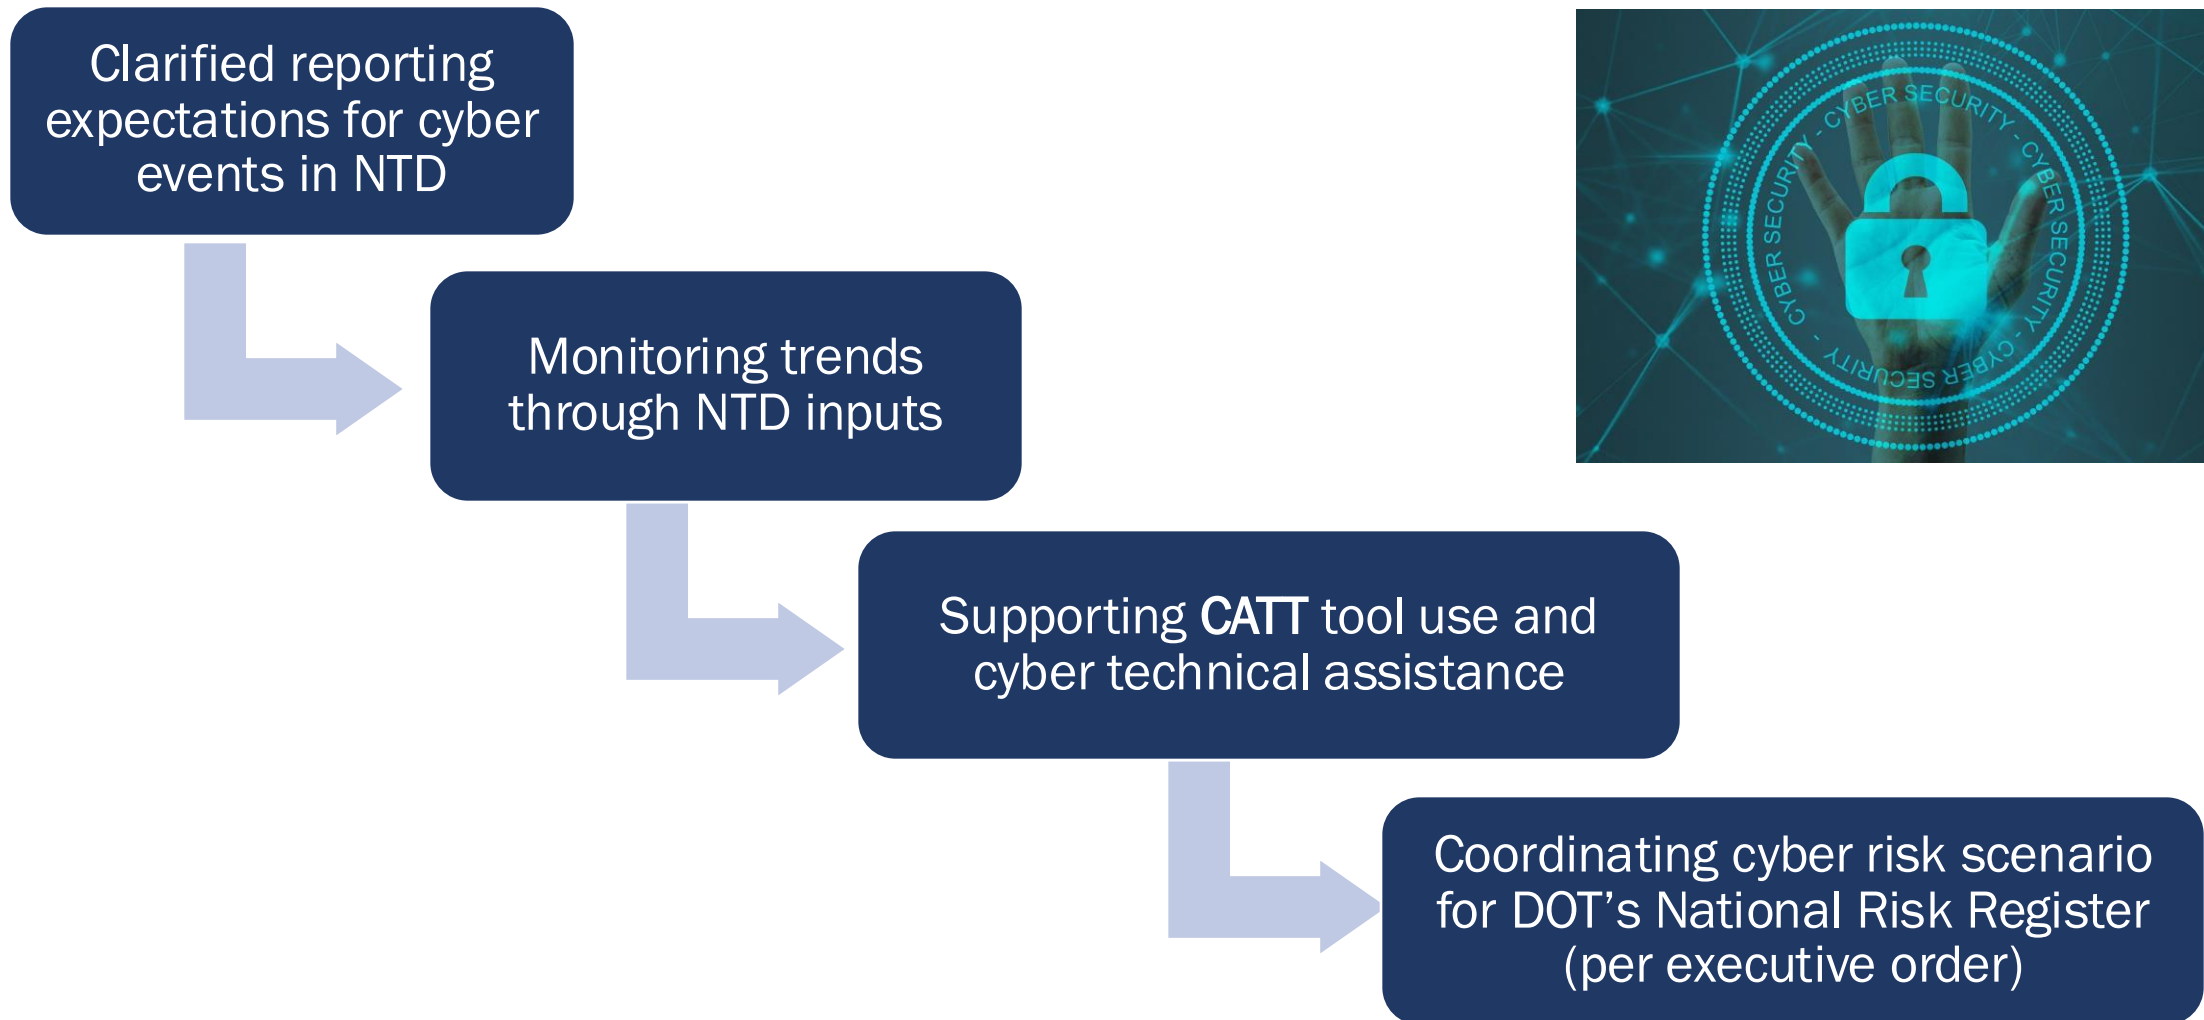 Clarified reporting
expectations for cyber
events in NTD
Monitoring trends
through NTD inputs
Supporting CATT tool use and
cyber technical assistance
Coordinating cyber risk scenario
for DOT’s National Risk Register
(per executive order)
CYBER SECURITY - CYBER SECURITY - CYBER SECURITY - CYBER SECURITY -